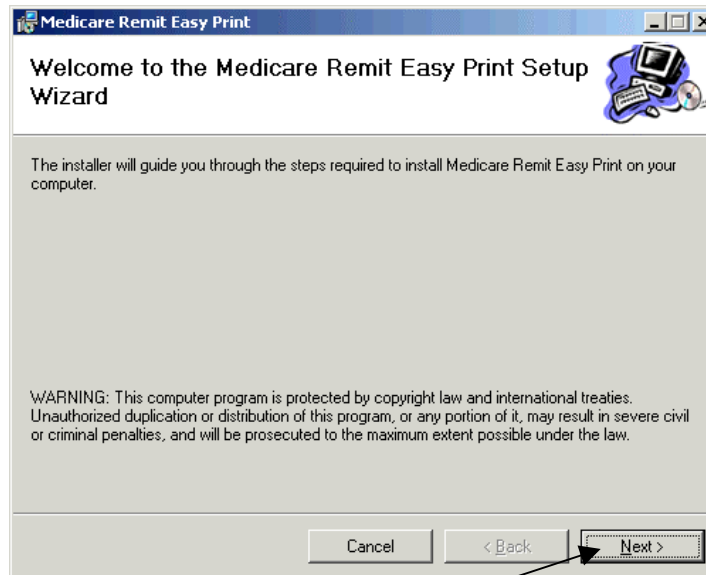 Medicare Remit Easy Print
Welcome to the Medicare Remit Easy Print Setup
Wizard
The installer will guide you through the steps required to install Medicare Remit Easy Print on your
computer.
WARNING: This computer program is protected by copyright law and international treaties.
Unauthorized duplication or distribution of this program, or any portion of it, may result in severe civil
or criminal penalties, and will be prosecuted to the maximum extent possible under the law.
Cancel
< Back
Next >